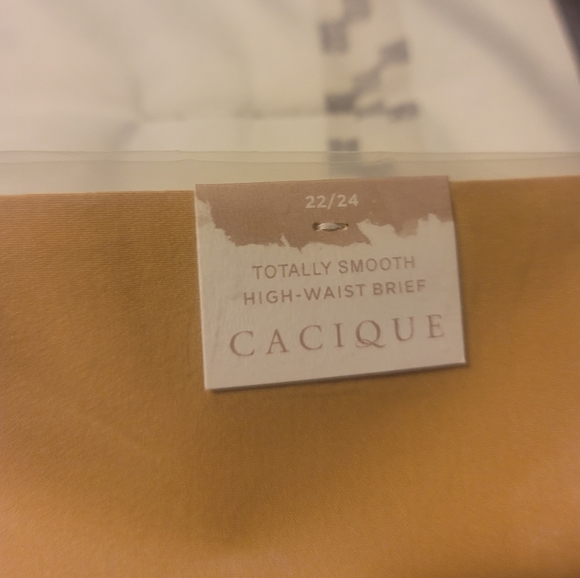 22/24
TOTALLY SMOOTH
HIGH-WAIST BRIEF
CACIQUE